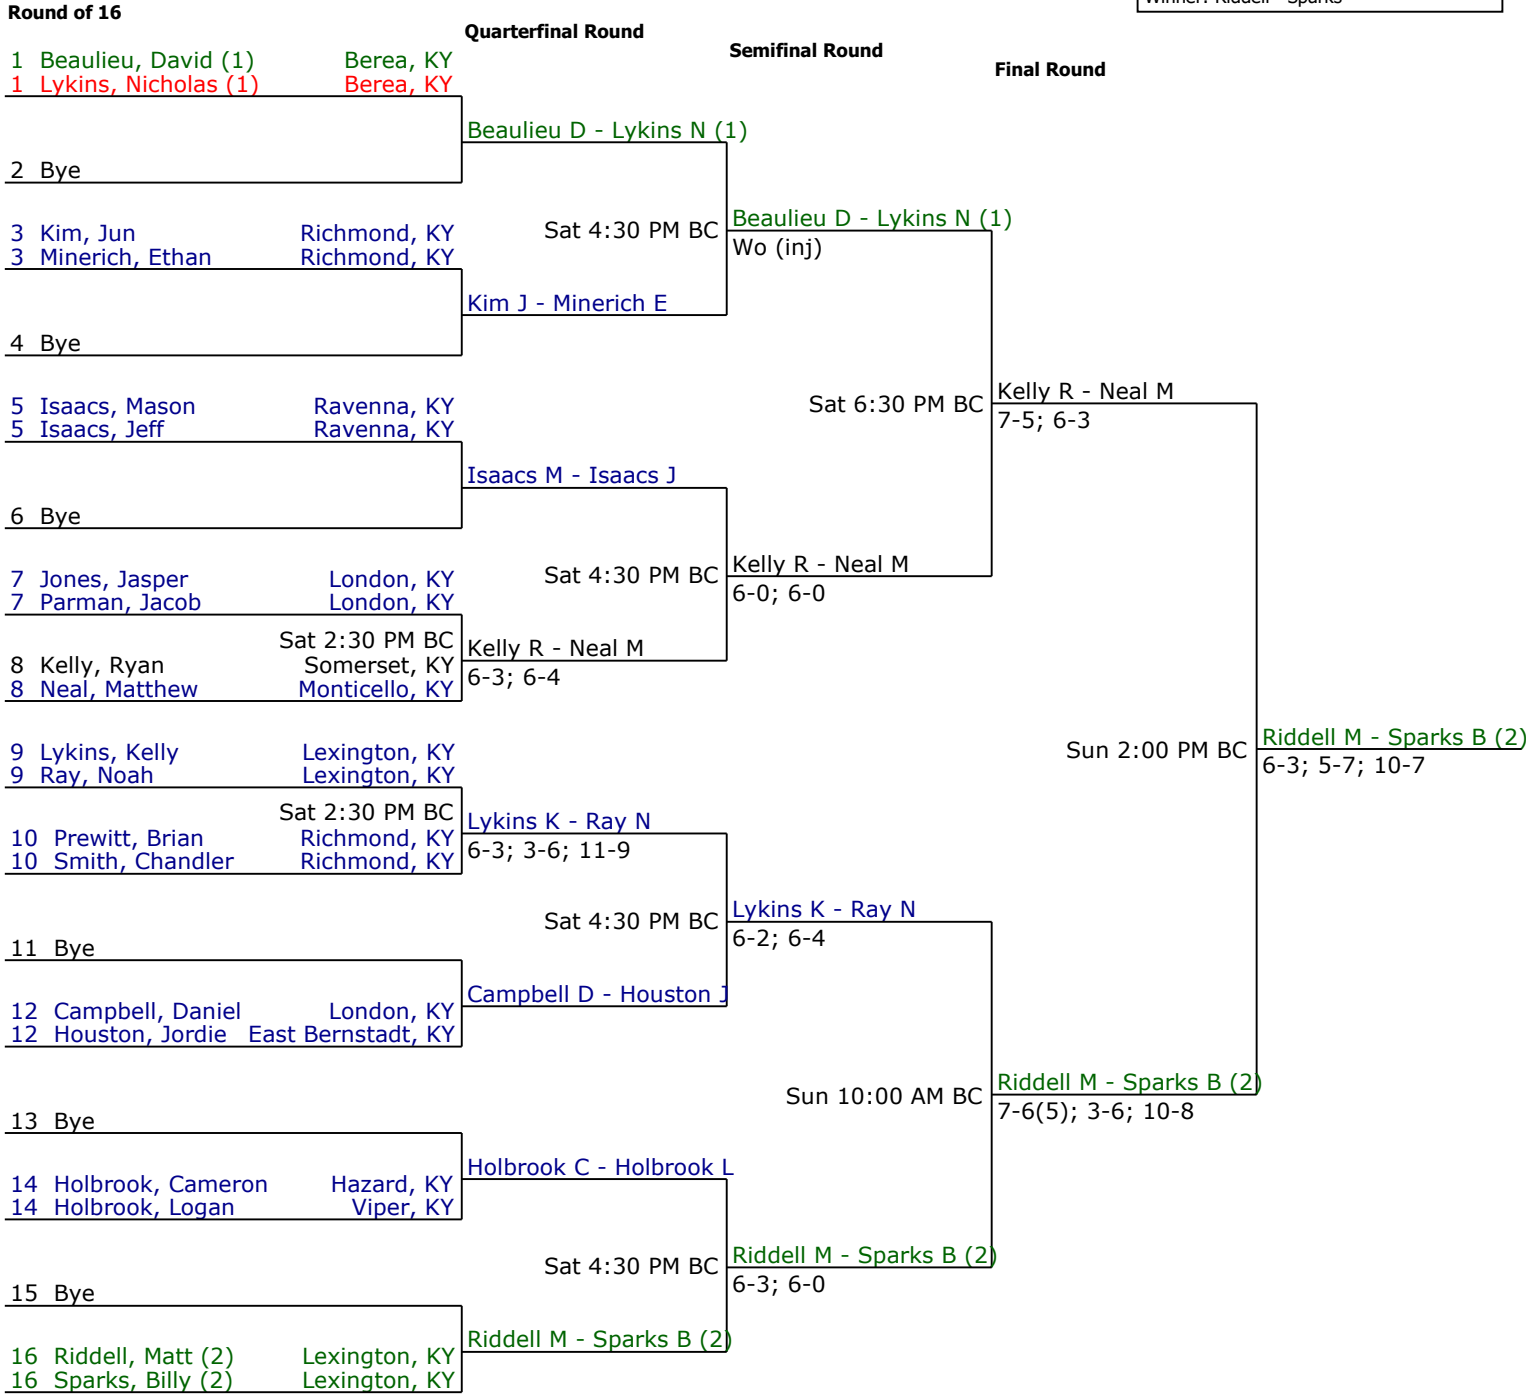 Winner: Riddell - Sparks
Round of 16
Quarterfinal Round
Semifinal Round
Final Round
1 Beaulieu, David (1) Berea, KY
1 Lykins, Nicholas (1) Berea, KY
Beaulieu D - Lykins N (1)
2 Bye
Sat 4:30 PM BC
Beaulieu D - Lykins N (1)
Wo (inj)
3 Kim, Jun Richmond, KY
3 Minerich, Ethan Richmond, KY
Kim J - Minerich E
4 Bye
Sat 6:30 PM BC
Kelly R - Neal M
7-5; 6-3
5 Isaacs, Mason Ravenna, KY
5 Isaacs, Jeff Ravenna, KY
Isaacs M - Isaacs J
6 Bye
Sat 4:30 PM BC
Kelly R - Neal M
6-0; 6-0
7 Jones, Jasper London, KY
7 Parman, Jacob London, KY
Sat 2:30 PM BC
Kelly R - Neal M
6-3; 6-4
8 Kelly, Ryan Somerset, KY
8 Neal, Matthew Monticello, KY
Sun 2:00 PM BC
Riddell M - Sparks B (2)
6-3; 5-7; 10-7
9 Lykins, Kelly Lexington, KY
9 Ray, Noah Lexington, KY
Sat 2:30 PM BC
Lykins K - Ray N
6-3; 3-6; 11-9
10 Prewitt, Brian Richmond, KY
10 Smith, Chandler Richmond, KY
Sat 4:30 PM BC
Lykins K - Ray N
6-2; 6-4
11 Bye
Campbell D - Houston J
12 Campbell, Daniel London, KY
12 Houston, Jordie East Bernstadt, KY
Sun 10:00 AM BC
Riddell M - Sparks B (2)
7-6(5); 3-6; 10-8
13 Bye
Holbrook C - Holbrook L
14 Holbrook, Cameron Hazard, KY
14 Holbrook, Logan Viper, KY
Sat 4:30 PM BC
Riddell M - Sparks B (2)
6-3; 6-0
15 Bye
Riddell M - Sparks B (2)
16 Riddell, Matt (2) Lexington, KY
16 Sparks, Billy (2) Lexington, KY